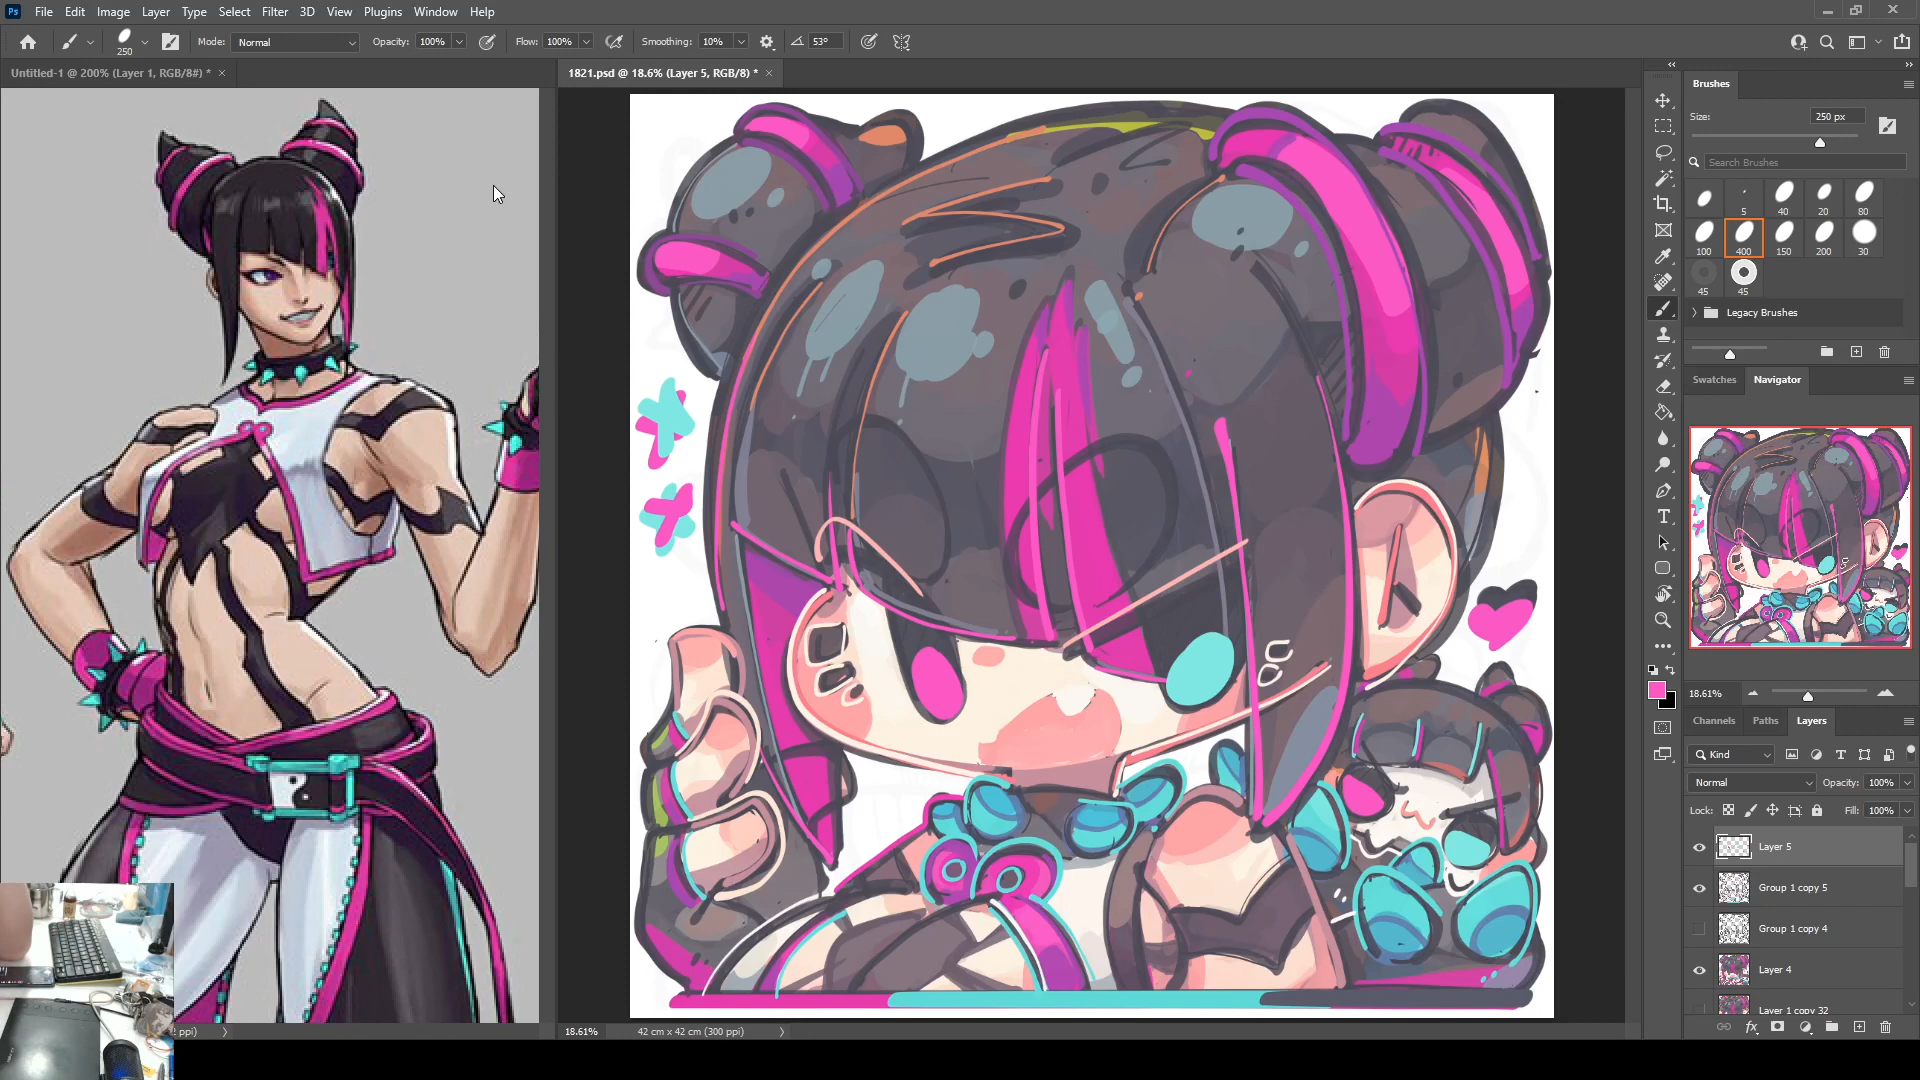 Ps File Edit Image Layer Type Select Filter 3D View Plugins Window Help
250 Mode: Normal Opacity: 100% Flow: 100% Smoothing: 10% 53°
Untitled-1 @ 200% (Layer 1, RGB/8#) * ×
1821.psd @ 18.6% (Layer 5, RGB/8) * ×
Brushes
Size: 250 px
Search Brushes
5 40 20 80
100 400 150 200 30
45 45
Legacy Brushes
Swatches Navigator
18.61%
Channels Paths Layers
Kind
Normal Opacity: 100%
Lock: Fill: 100%
Layer 5
Group 1 copy 5
Group 1 copy 4
Layer 4
Layer 1 copy 32
fx
ppi)
18.61% 42 cm x 42 cm (300 ppi)